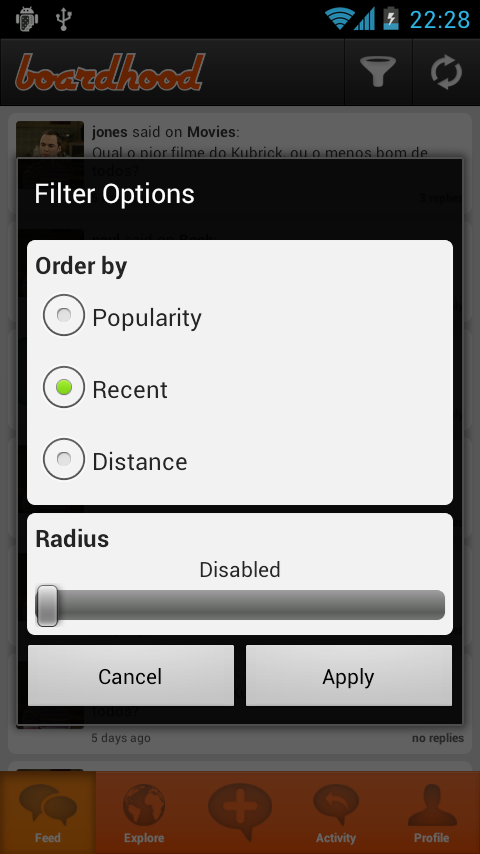 22:28
boardhood
jones said on Movies:
Qual o pior filme do Kubrick, ou o menos bom de
todos?
Filter Options
Order by
Popularity
Recent
Distance
Radius
Disabled
Cancel
Apply
todos?
5 days ago
no replies
Feed
Explore
Activity
Profile